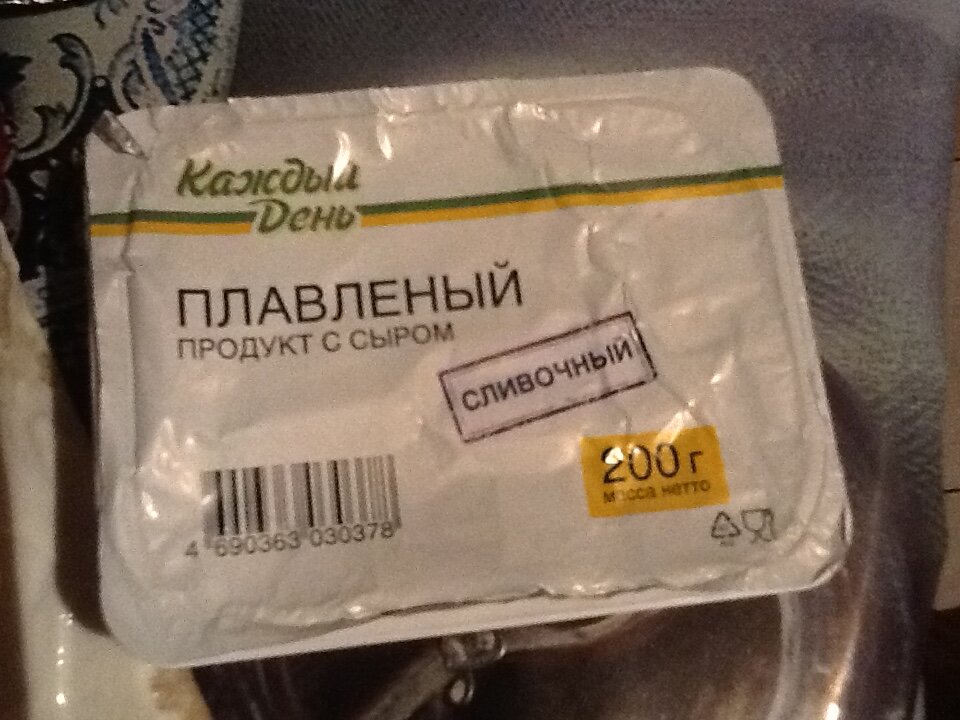 Каждый
День
ПЛАВЛЕНЫЙ
ПРОДУКТ С СЫРОМ
СЛИВОЧНЫЙ
200 г
масса нетто
4 690363 030378